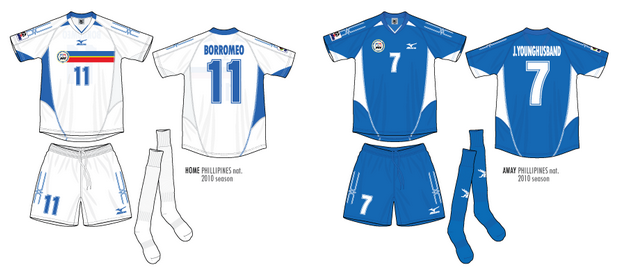 11
BORROMEO
11
11
HOME PHILLIPINES nat.
2010 season
7
J.YOUNGHUSBAND
7
7
AWAY PHILLIPINES nat.
2010 season